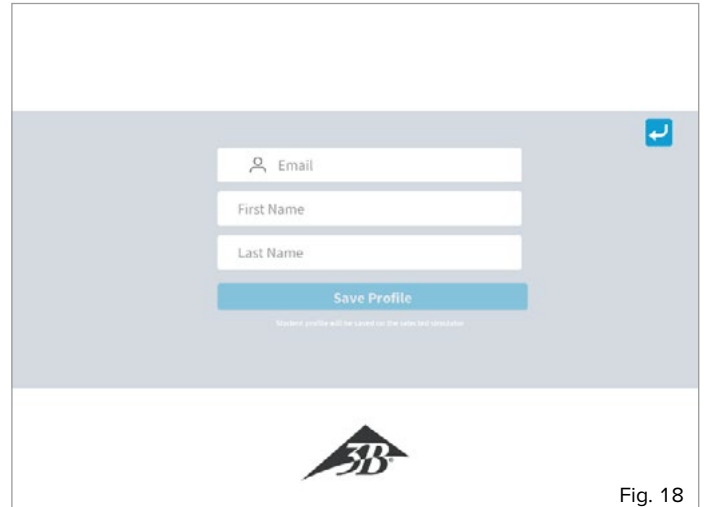 Email
First Name
Last Name
Save Profile
Student profile will be saved on the selected simulator
3B®
Fig. 18